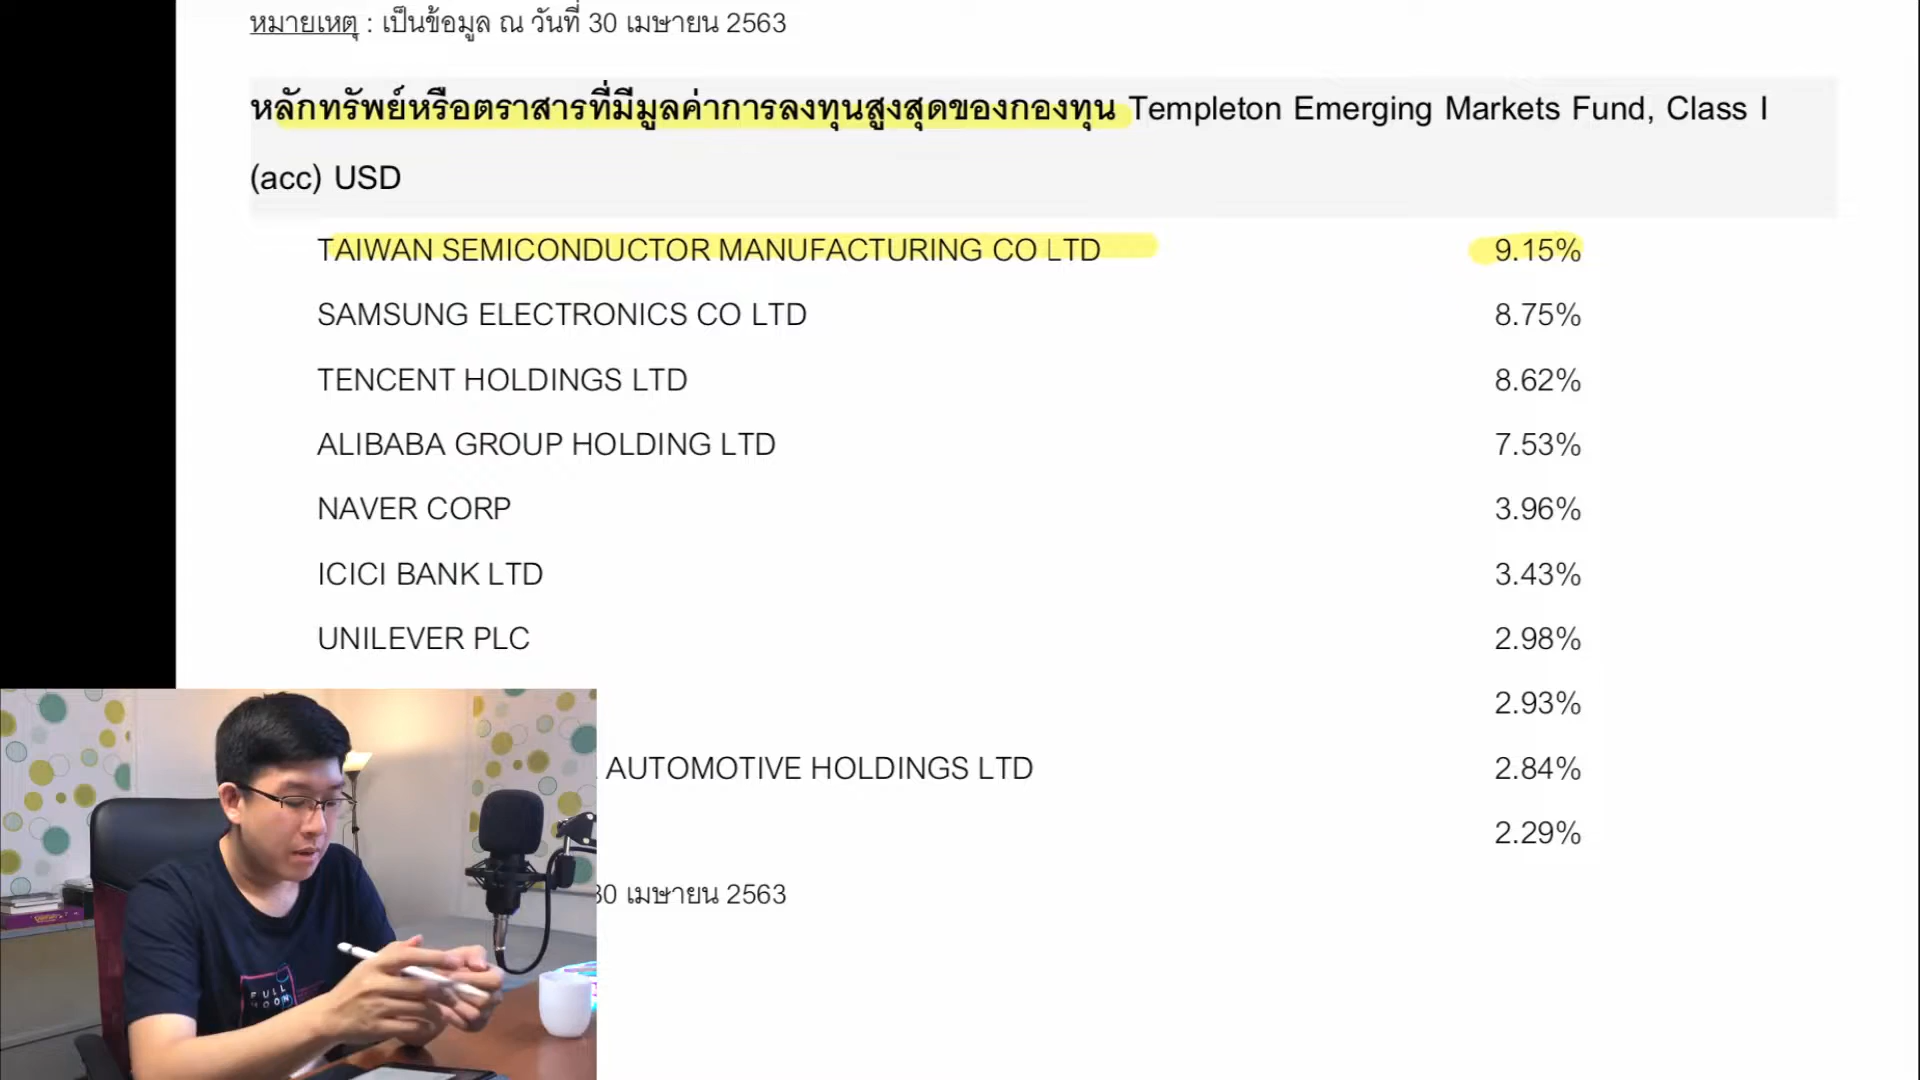 หมายเหตุ : เป็นข้อมูล ณ วันที่ 30 เมษายน 2563
หลักทรัพย์หรือตราสารที่มีมูลค่าการลงทุนสูงสุดของกองทุน Templeton Emerging Markets Fund, Class I
(acc) USD
TAIWAN SEMICONDUCTOR MANUFACTURING CO LTD 9.15%
SAMSUNG ELECTRONICS CO LTD 8.75%
TENCENT HOLDINGS LTD 8.62%
ALIBABA GROUP HOLDING LTD 7.53%
NAVER CORP 3.96%
ICICI BANK LTD 3.43%
UNILEVER PLC 2.98%
2.93%
AUTOMOTIVE HOLDINGS LTD 2.84%
2.29%
30 เมษายน 2563
FULL
MOON